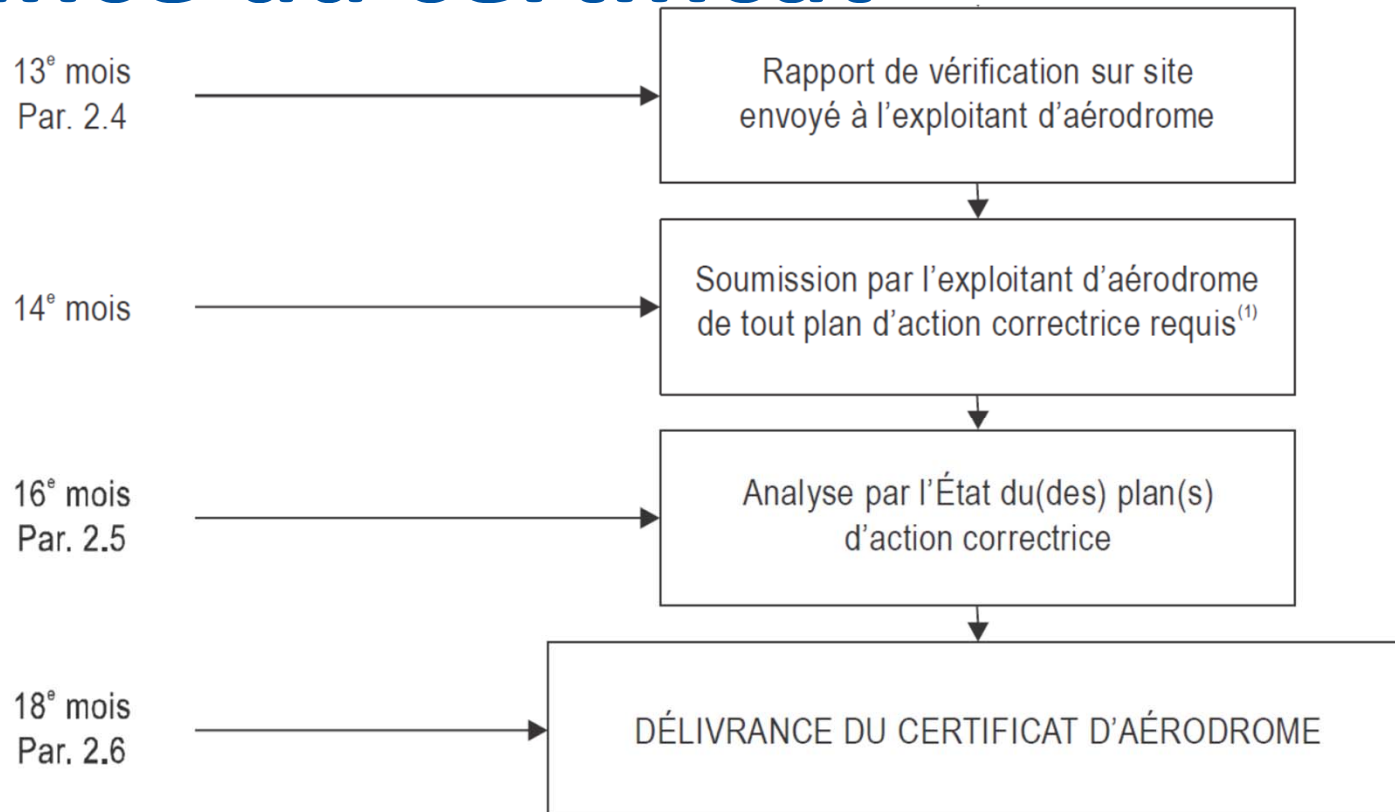 du certificat
13e mois
Par. 2.4
Rapport de vérification sur site
envoyé à l’exploitant d’aérodrome
14e mois
Soumission par l’exploitant d’aérodrome
de tout plan d’action correctrice requis(1)
16e mois
Par. 2.5
Analyse par l’État du(des) plan(s)
d’action correctrice
18e mois
Par. 2.6
DÉLIVRANCE DU CERTIFICAT D’AÉRODROME